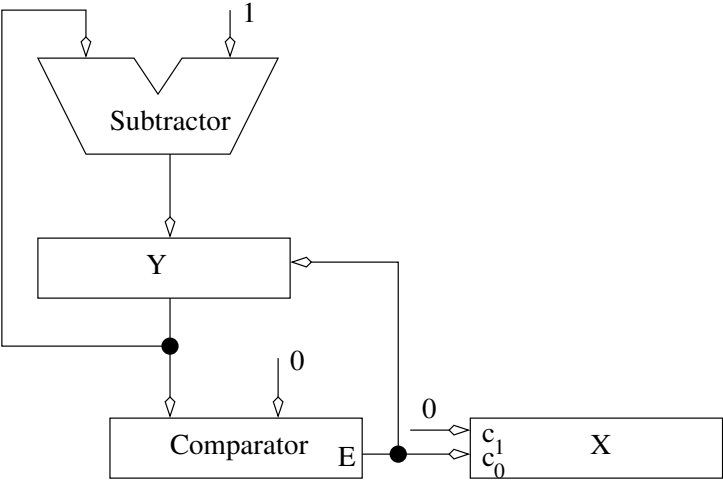 1
Subtractor
Y
0
0
Comparator
E
c₁
c₀
X